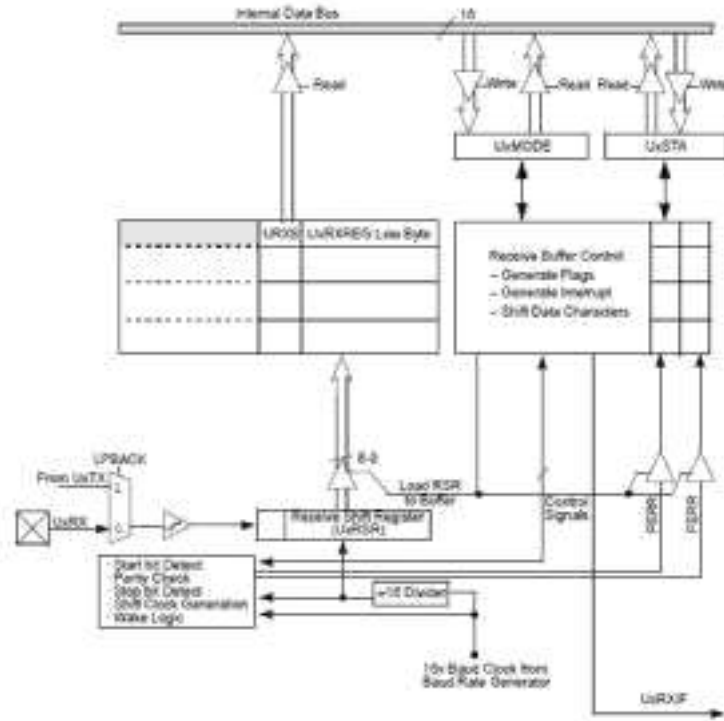 Internal Data Bus
16
Read
Write
Read
Read
Write
UxMODE
UxSTA
URX8
UxRXREG Low Byte
Receive Buffer Control
– Generate Flags
– Generate Interrupt
– Shift Data Characters
LPBACK
From UxTX
1
UxRX
0
8-9
Load RSR
to Buffer
Control
Signals
FERR
PERR
Receive Shift Register
(UxRSR)
· Start bit Detect
· Parity Check
· Stop bit Detect
· Shift Clock Generation
· Wake Logic
÷16 Divider
16x Baud Clock from
Baud Rate Generator
UxRXIF